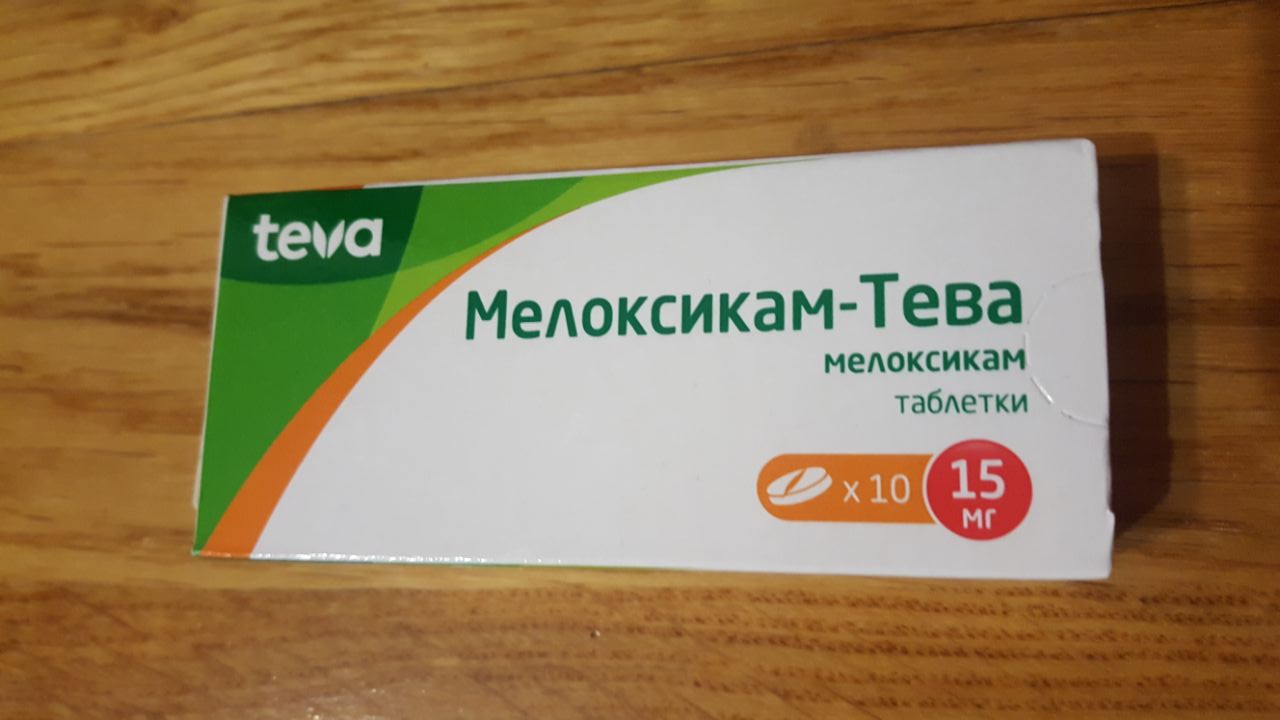 teva
Мелоксикам-Тева
мелоксикам
таблетки
x 10
15
мг